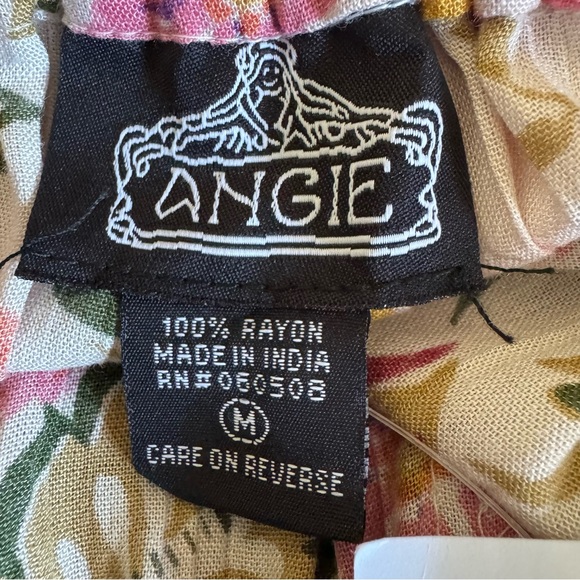 ANGIE
100% RAYON
MADE IN INDIA
RN# 060508
M
CARE ON REVERSE